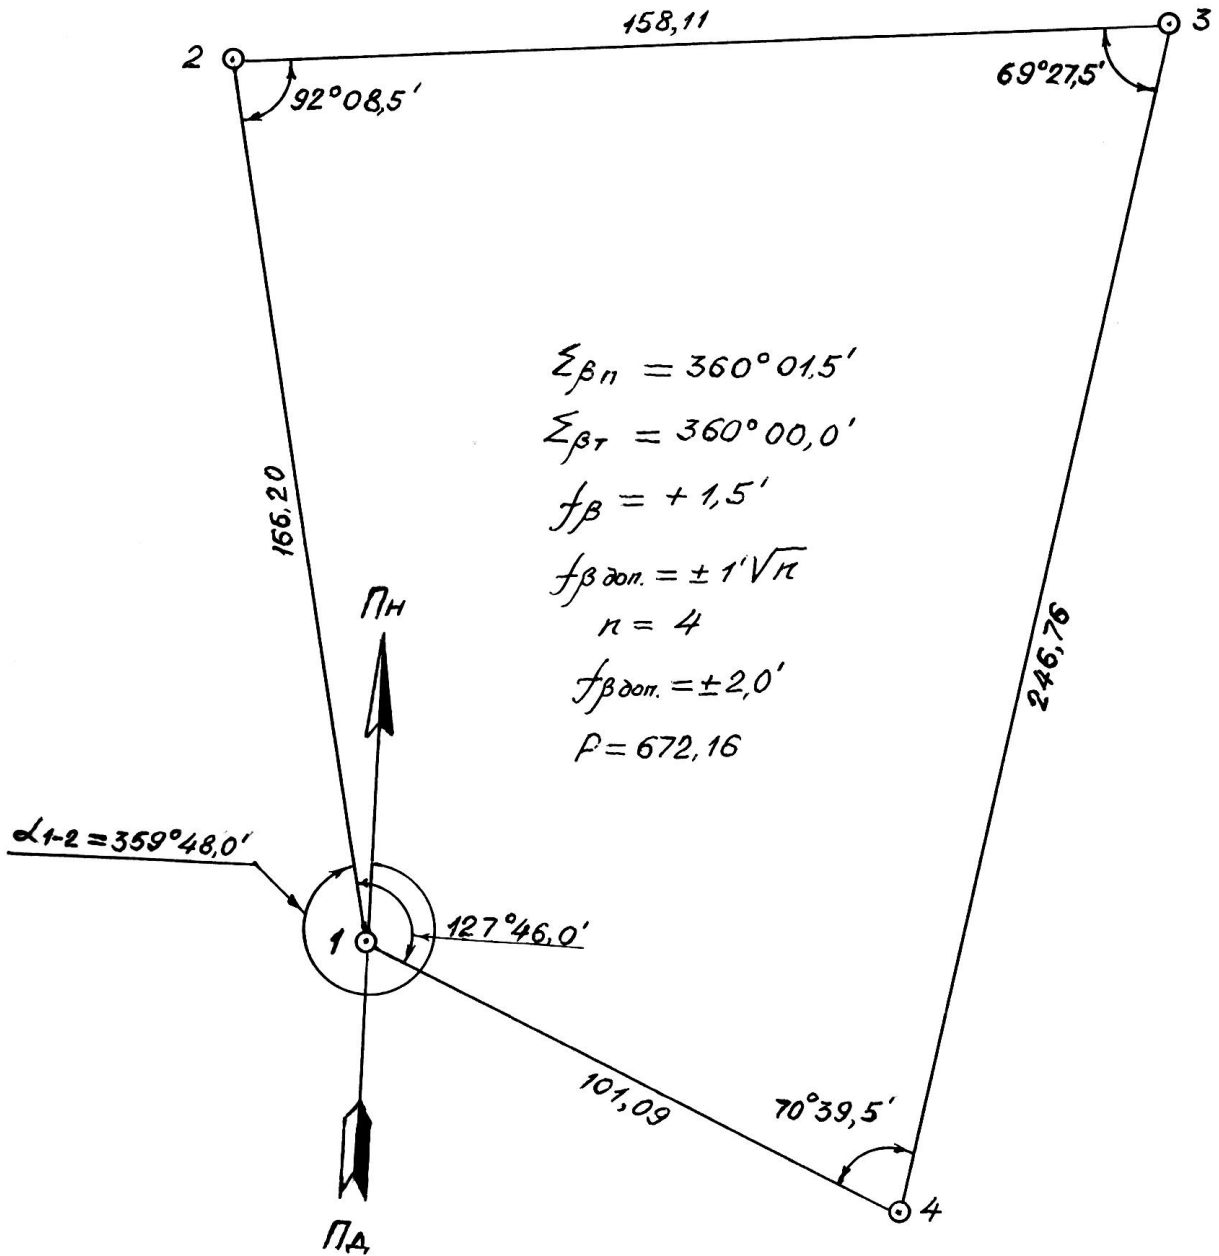 158,11
2
3
92°08,5'
69°27,5'
Σβп = 360°01,5'
Σβт = 360°00,0'
fβ = + 1,5'
fβ доп. = ± 1'√n
n = 4
fβ доп. = ± 2,0'
P = 672,16
166,20
246,76
Пн
α1-2 = 359°48,0'
1
127°46,0'
101,09
70°39,5'
4
Пд